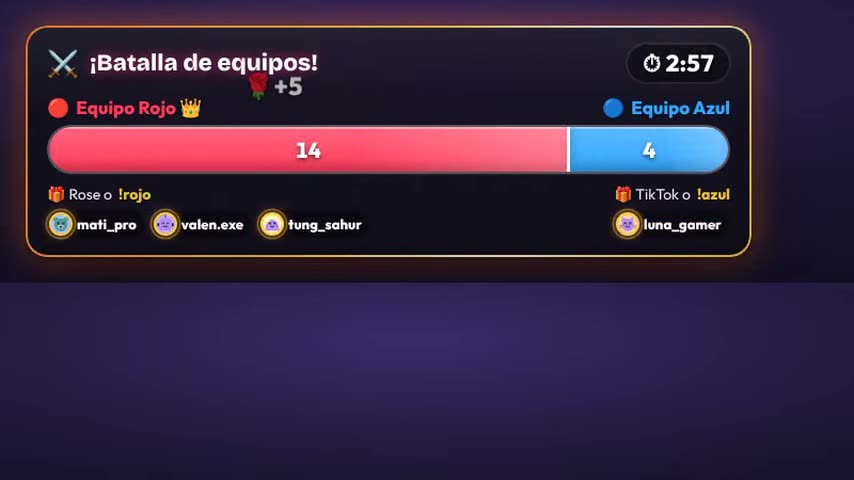 ¡Batalla de equipos!
2:57
+5
Equipo Rojo
Equipo Azul
14
4
Rose o !rojo
TikTok o !azul
mati_pro
valen.exe
tung_sahur
luna_gamer